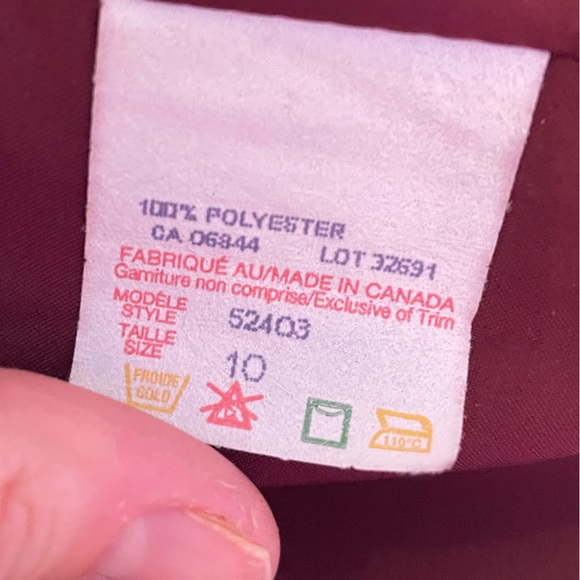 100% POLYESTER
CA 06844 LOT 32691
FABRIQUÉ AU/MADE IN CANADA
Garniture non comprise/Exclusive of Trim
MODÈLE
STYLE 52403
TAILLE
SIZE 10
FROIDE
COLD
110°C